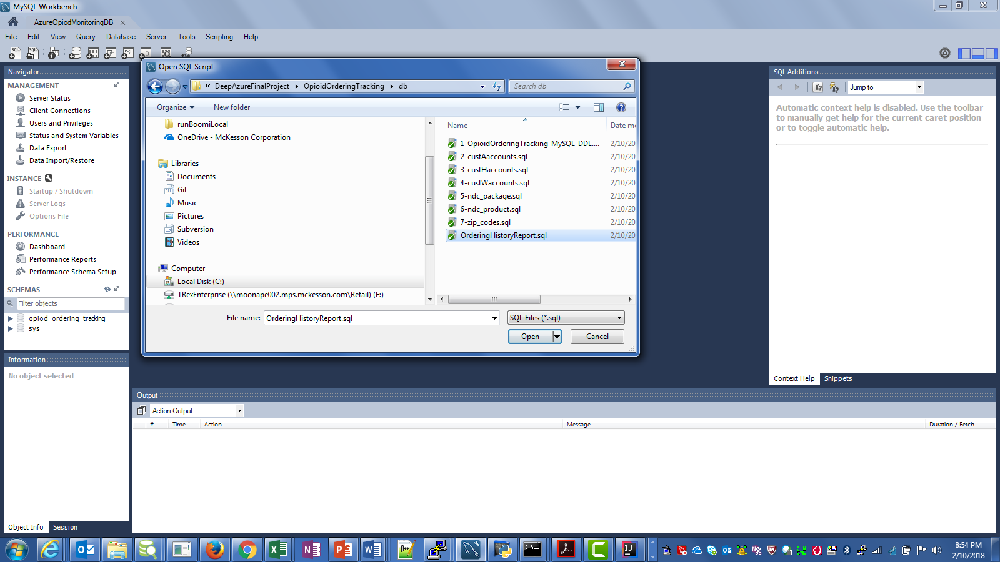 MySQL Workbench
AzureOpiodMonitoringDB
File Edit View Query Database Server Tools Scripting Help
Navigator
MANAGEMENT
Server Status
Client Connections
Users and Privileges
Status and System Variables
Data Export
Data Import/Restore
INSTANCE
Startup / Shutdown
Server Logs
Options File
PERFORMANCE
Dashboard
Performance Reports
Performance Schema Setup
SCHEMAS
Filter objects
opiod_ordering_tracking
sys
Information
No object selected
Object Info Session
Open SQL Script
« DeepAzureFinalProject OpioidOrderingTracking db
Search db
Organize New folder
runBoomiLocal
OneDrive - McKesson Corporation
Libraries
Documents
Git
Music
Pictures
Subversion
Videos
Computer
Local Disk (C:)
TRexEnterprise (\\moonape002.mps.mckesson.com\Retail) (F:)
Name Date mo
1-OpioidOrderingTracking-MySQL-DDL.... 2/10/20
2-custAaccounts.sql 2/10/20
3-custHaccounts.sql 2/10/20
4-custWaccounts.sql 2/10/20
5-ndc_package.sql 2/10/20
6-ndc_product.sql 2/10/20
7-zip_codes.sql 2/10/20
OrderingHistoryReport.sql 2/10/20
File name: OrderingHistoryReport.sql SQL Files (*.sql)
Open Cancel
SQL Additions
Jump to
Automatic context help is disabled. Use the toolbar
to manually get help for the current caret position
or to toggle automatic help.
Context Help Snippets
Output
Action Output
# Time Action Message Duration / Fetch
8:54 PM
2/10/2018